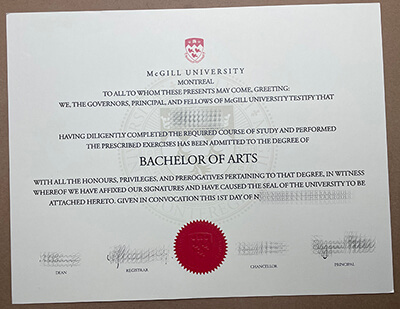 McGILL UNIVERSITY
MONTREAL
TO ALL TO WHOM THESE PRESENTS MAY COME, GREETING:
WE, THE GOVERNORS, PRINCIPAL, AND FELLOWS OF McGILL UNIVERSITY TESTIFY THAT
HAVING DILIGENTLY COMPLETED THE REQUIRED COURSE OF STUDY AND PERFORMED
THE PRESCRIBED EXERCISES HAS BEEN ADMITTED TO THE DEGREE OF
BACHELOR OF ARTS
WITH ALL THE HONOURS, PRIVILEGES, AND PREROGATIVES PERTAINING TO THAT DEGREE, IN WITNESS
WHEREOF WE HAVE AFFIXED OUR SIGNATURES AND HAVE CAUSED THE SEAL OF THE UNIVERSITY TO BE
ATTACHED HERETO. GIVEN IN CONVOCATION THIS 1ST DAY OF N
DEAN REGISTRAR CHANCELLOR PRINCIPAL